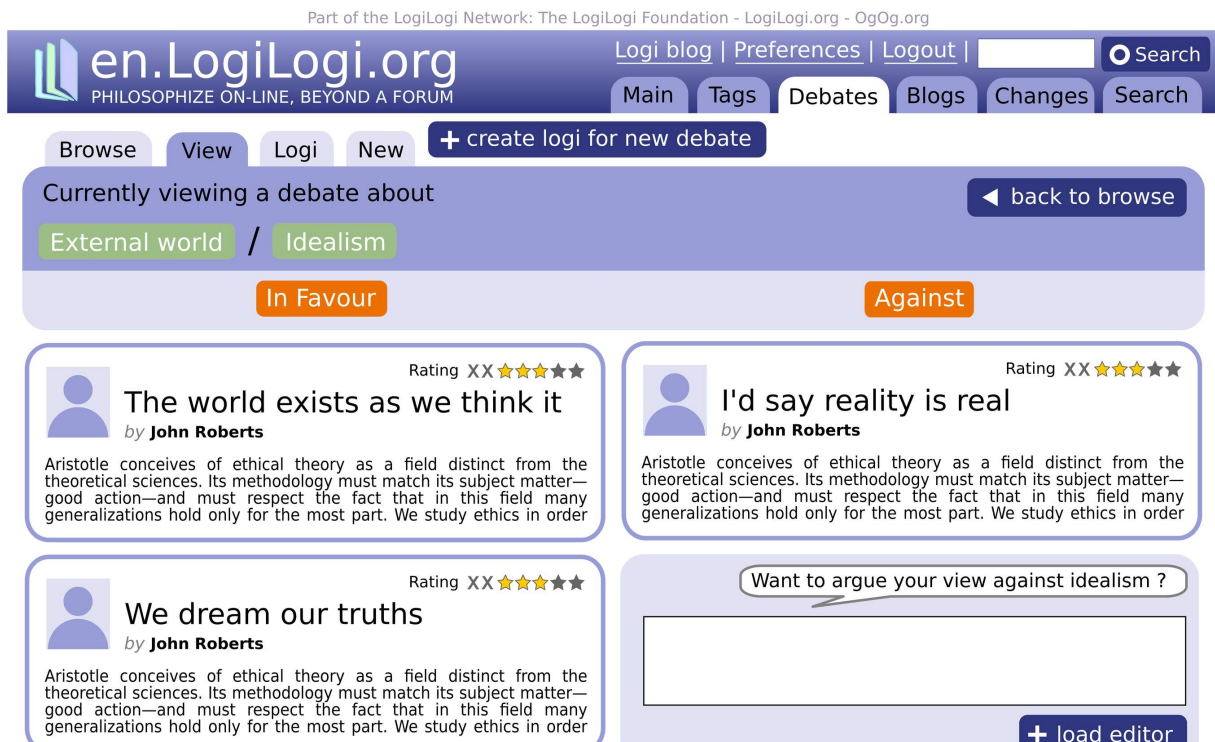 Part of the LogiLogi Network: The LogiLogi Foundation - LogiLogi.org - OgOg.org
en.LogiLogi.org
PHILOSOPHIZE ON-LINE, BEYOND A FORUM
Logi blog | Preferences | Logout |
Search
Main Tags Debates Blogs Changes Search
Browse View Logi New + create logi for new debate
Currently viewing a debate about
back to browse
External world / Idealism
In Favour
Against
Rating XX
The world exists as we think it
by John Roberts
Aristotle conceives of ethical theory as a field distinct from the
theoretical sciences. Its methodology must match its subject matter—
good action—and must respect the fact that in this field many
generalizations hold only for the most part. We study ethics in order
Rating XX
I'd say reality is real
by John Roberts
Aristotle conceives of ethical theory as a field distinct from the
theoretical sciences. Its methodology must match its subject matter—
good action—and must respect the fact that in this field many
generalizations hold only for the most part. We study ethics in order
Rating XX
We dream our truths
by John Roberts
Aristotle conceives of ethical theory as a field distinct from the
theoretical sciences. Its methodology must match its subject matter—
good action—and must respect the fact that in this field many
generalizations hold only for the most part. We study ethics in order
Want to argue your view against idealism ?
+ load editor